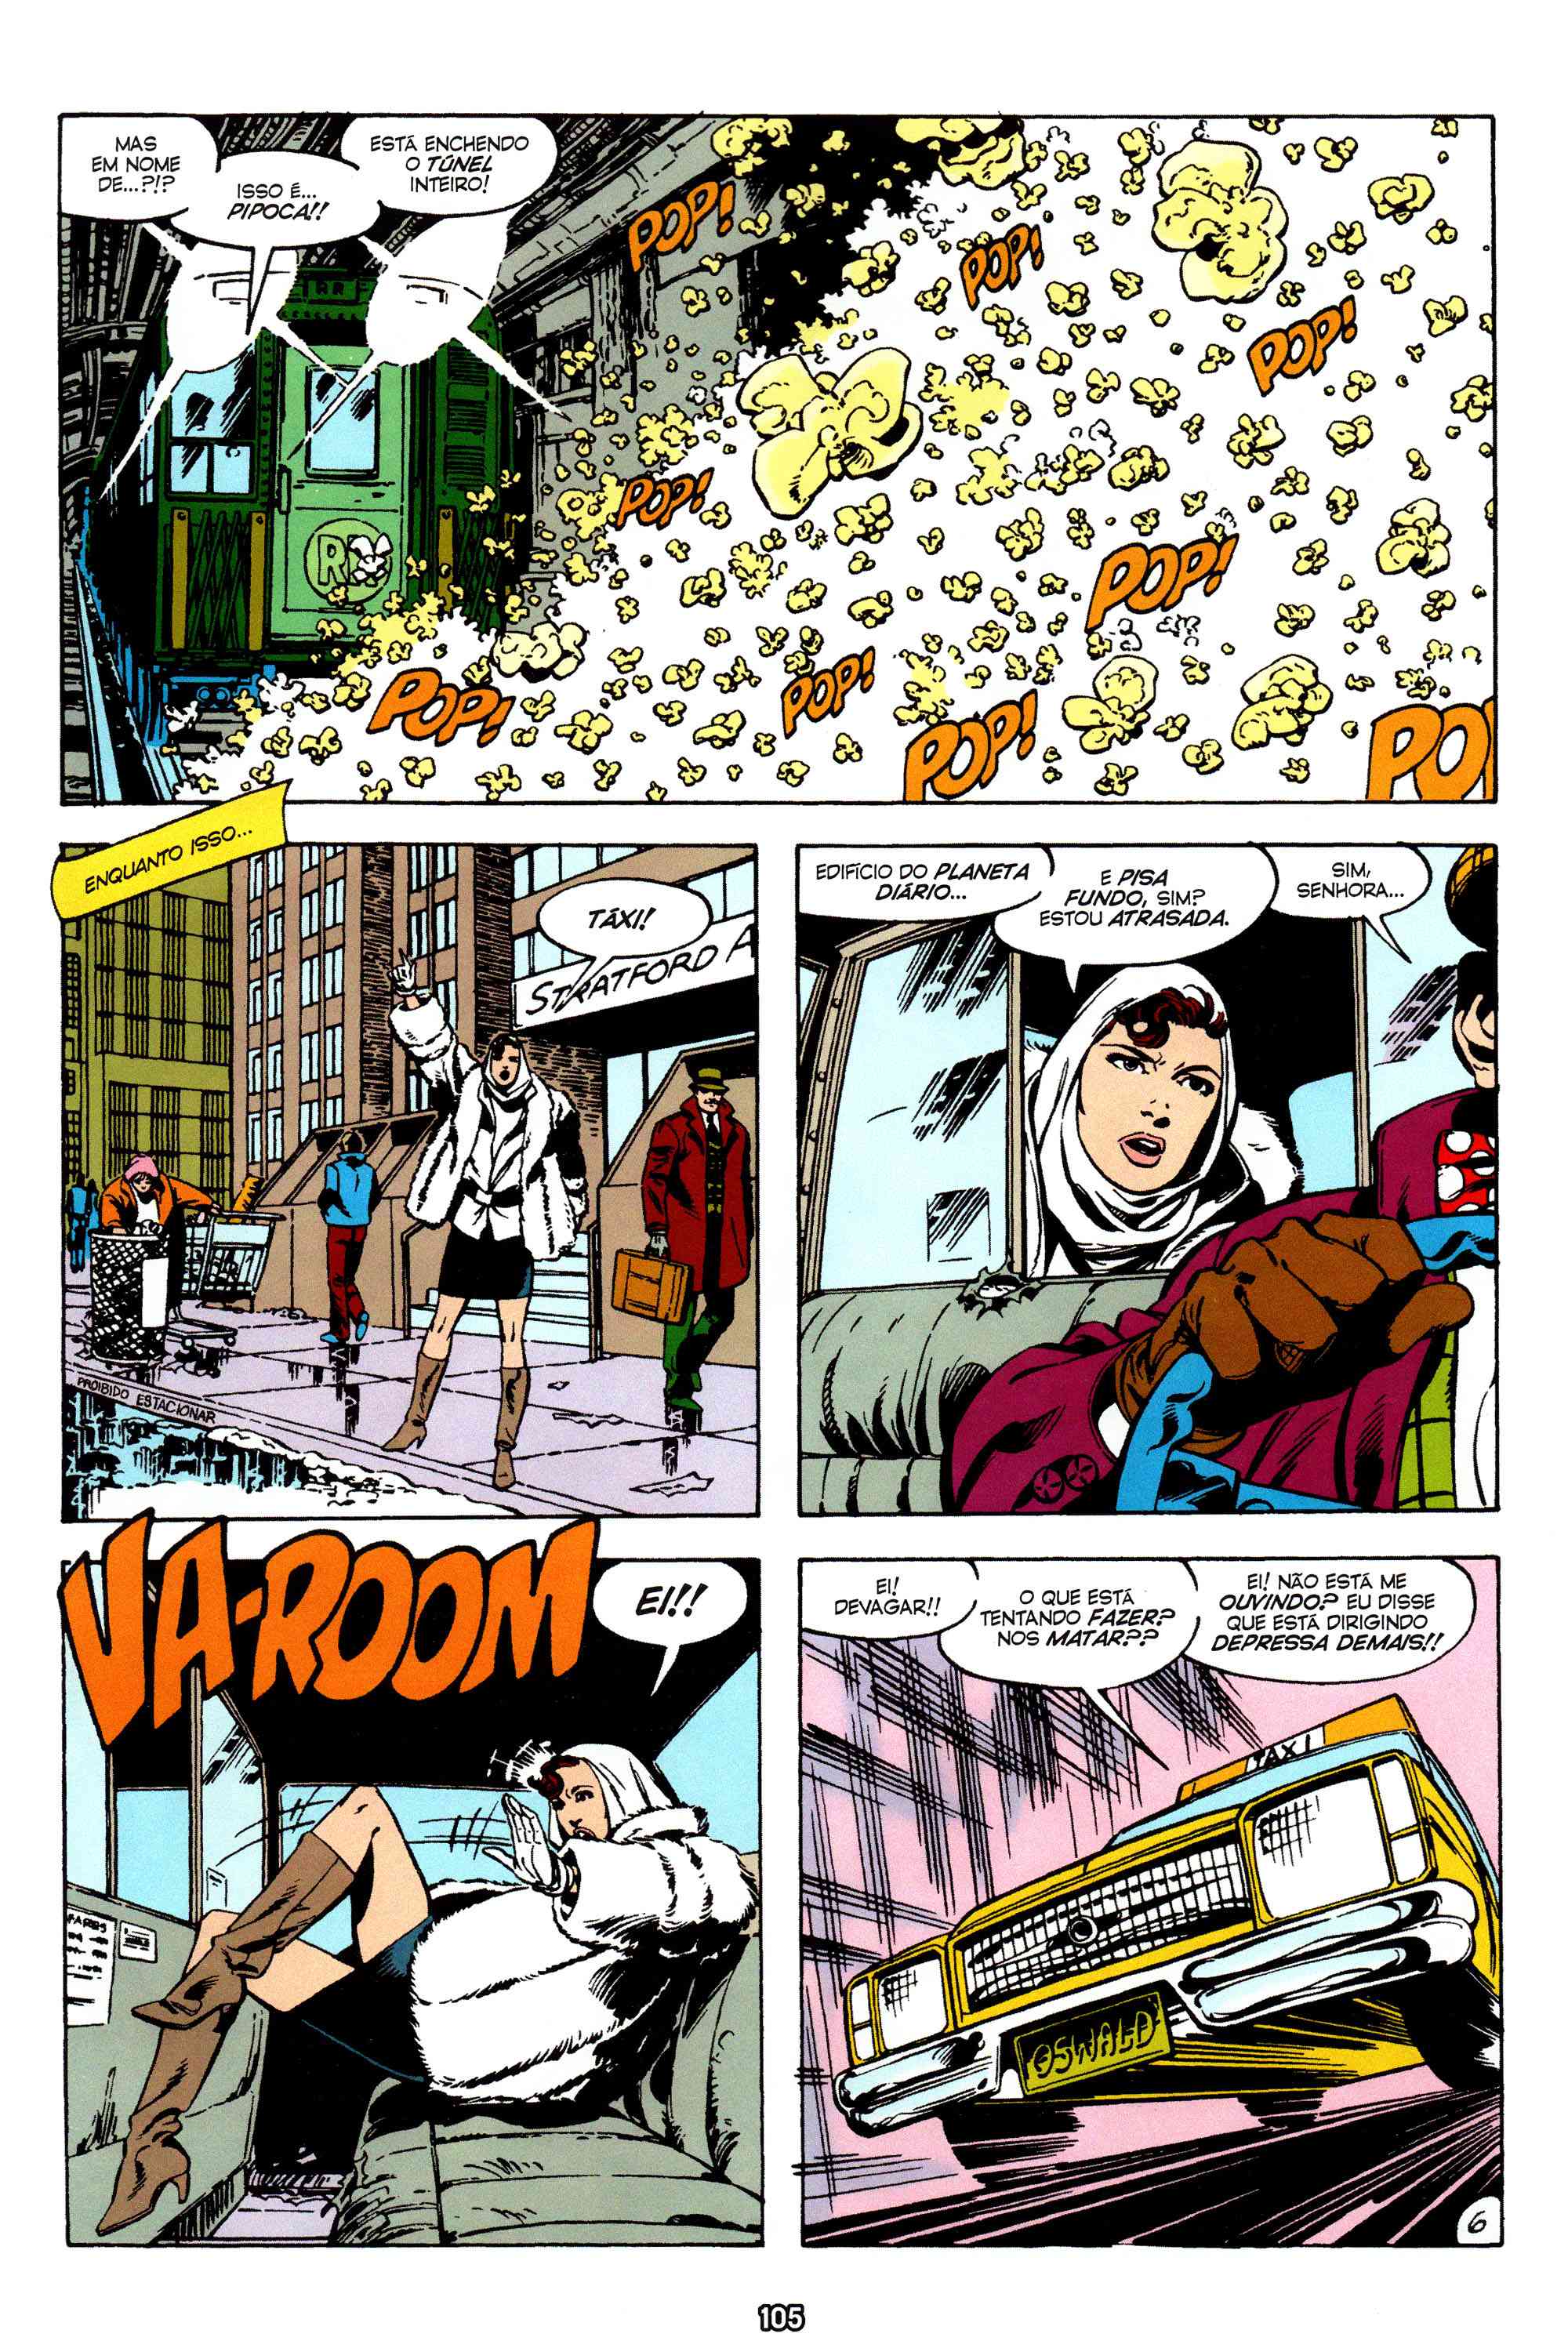 MAS
EM NOME
DE...?!?
ISSO É...
PIPOCA!!
ESTÁ ENCHENDO
O TÚNEL
INTEIRO!
RR
R
POP!
POP!
POP!
POP!
POP!
POP!
POP!
POP!
PO
ENQUANTO ISSO...
TÁXI!
STRATFORD A
PROIBIDO ESTACIONAR
EDIFÍCIO DO PLANETA
DIÁRIO...
E PISA
FUNDO, SIM?
ESTOU ATRASADA.
SIM,
SENHORA...
VA-ROOM
EI!!
FARES
EI!
DEVAGAR!!
O QUE ESTÁ
TENTANDO FAZER?
NOS MATAR??
EI! NÃO ESTÁ ME
OUVINDO? EU DISSE
QUE ESTÁ DIRIGINDO
DEPRESSA DEMAIS!!
TAXI
OSWALD
6
105